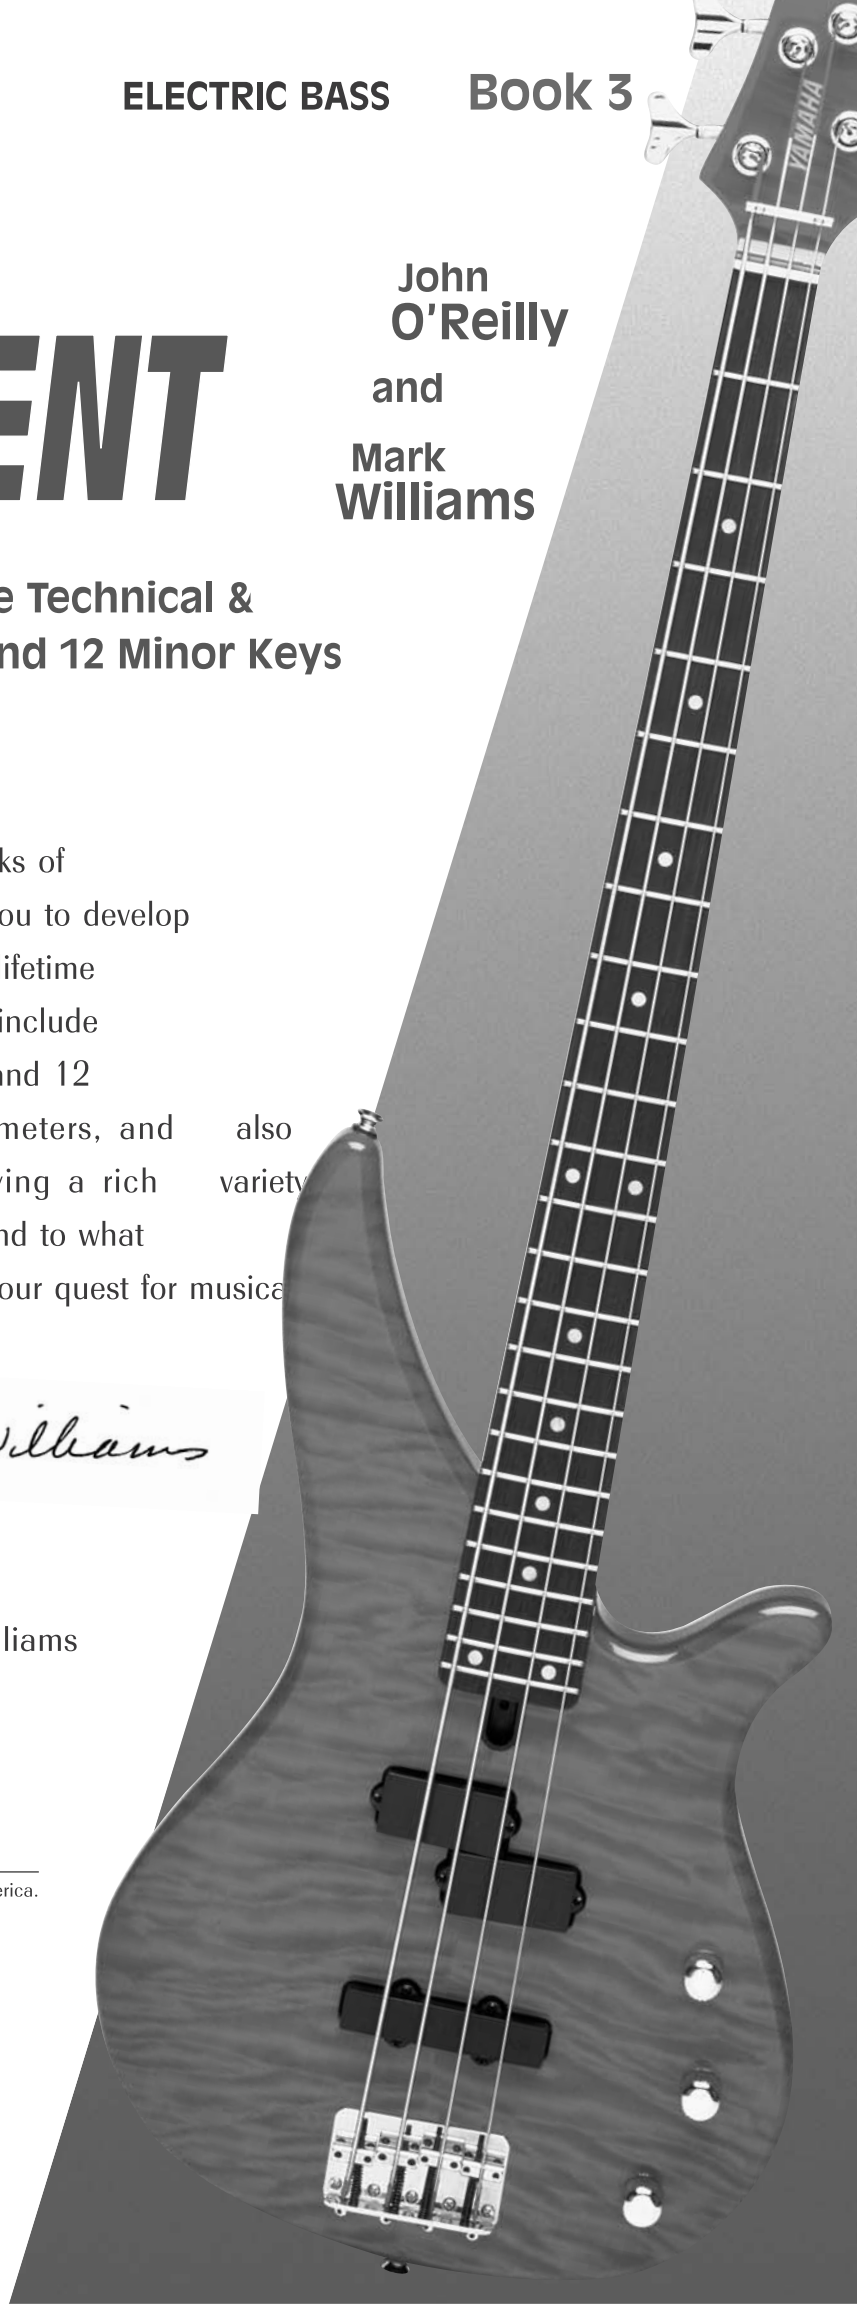 ELECTRIC BASS Book 3
YAMAHA
John
O'Reilly
and
Mark
Williams
ENT
e Technical &
nd 12 Minor Keys
ks of
ou to develop
ifetime
include
and 12
meters, and also
ving a rich variety
nd to what
our quest for musica
Williams
liams
erica.